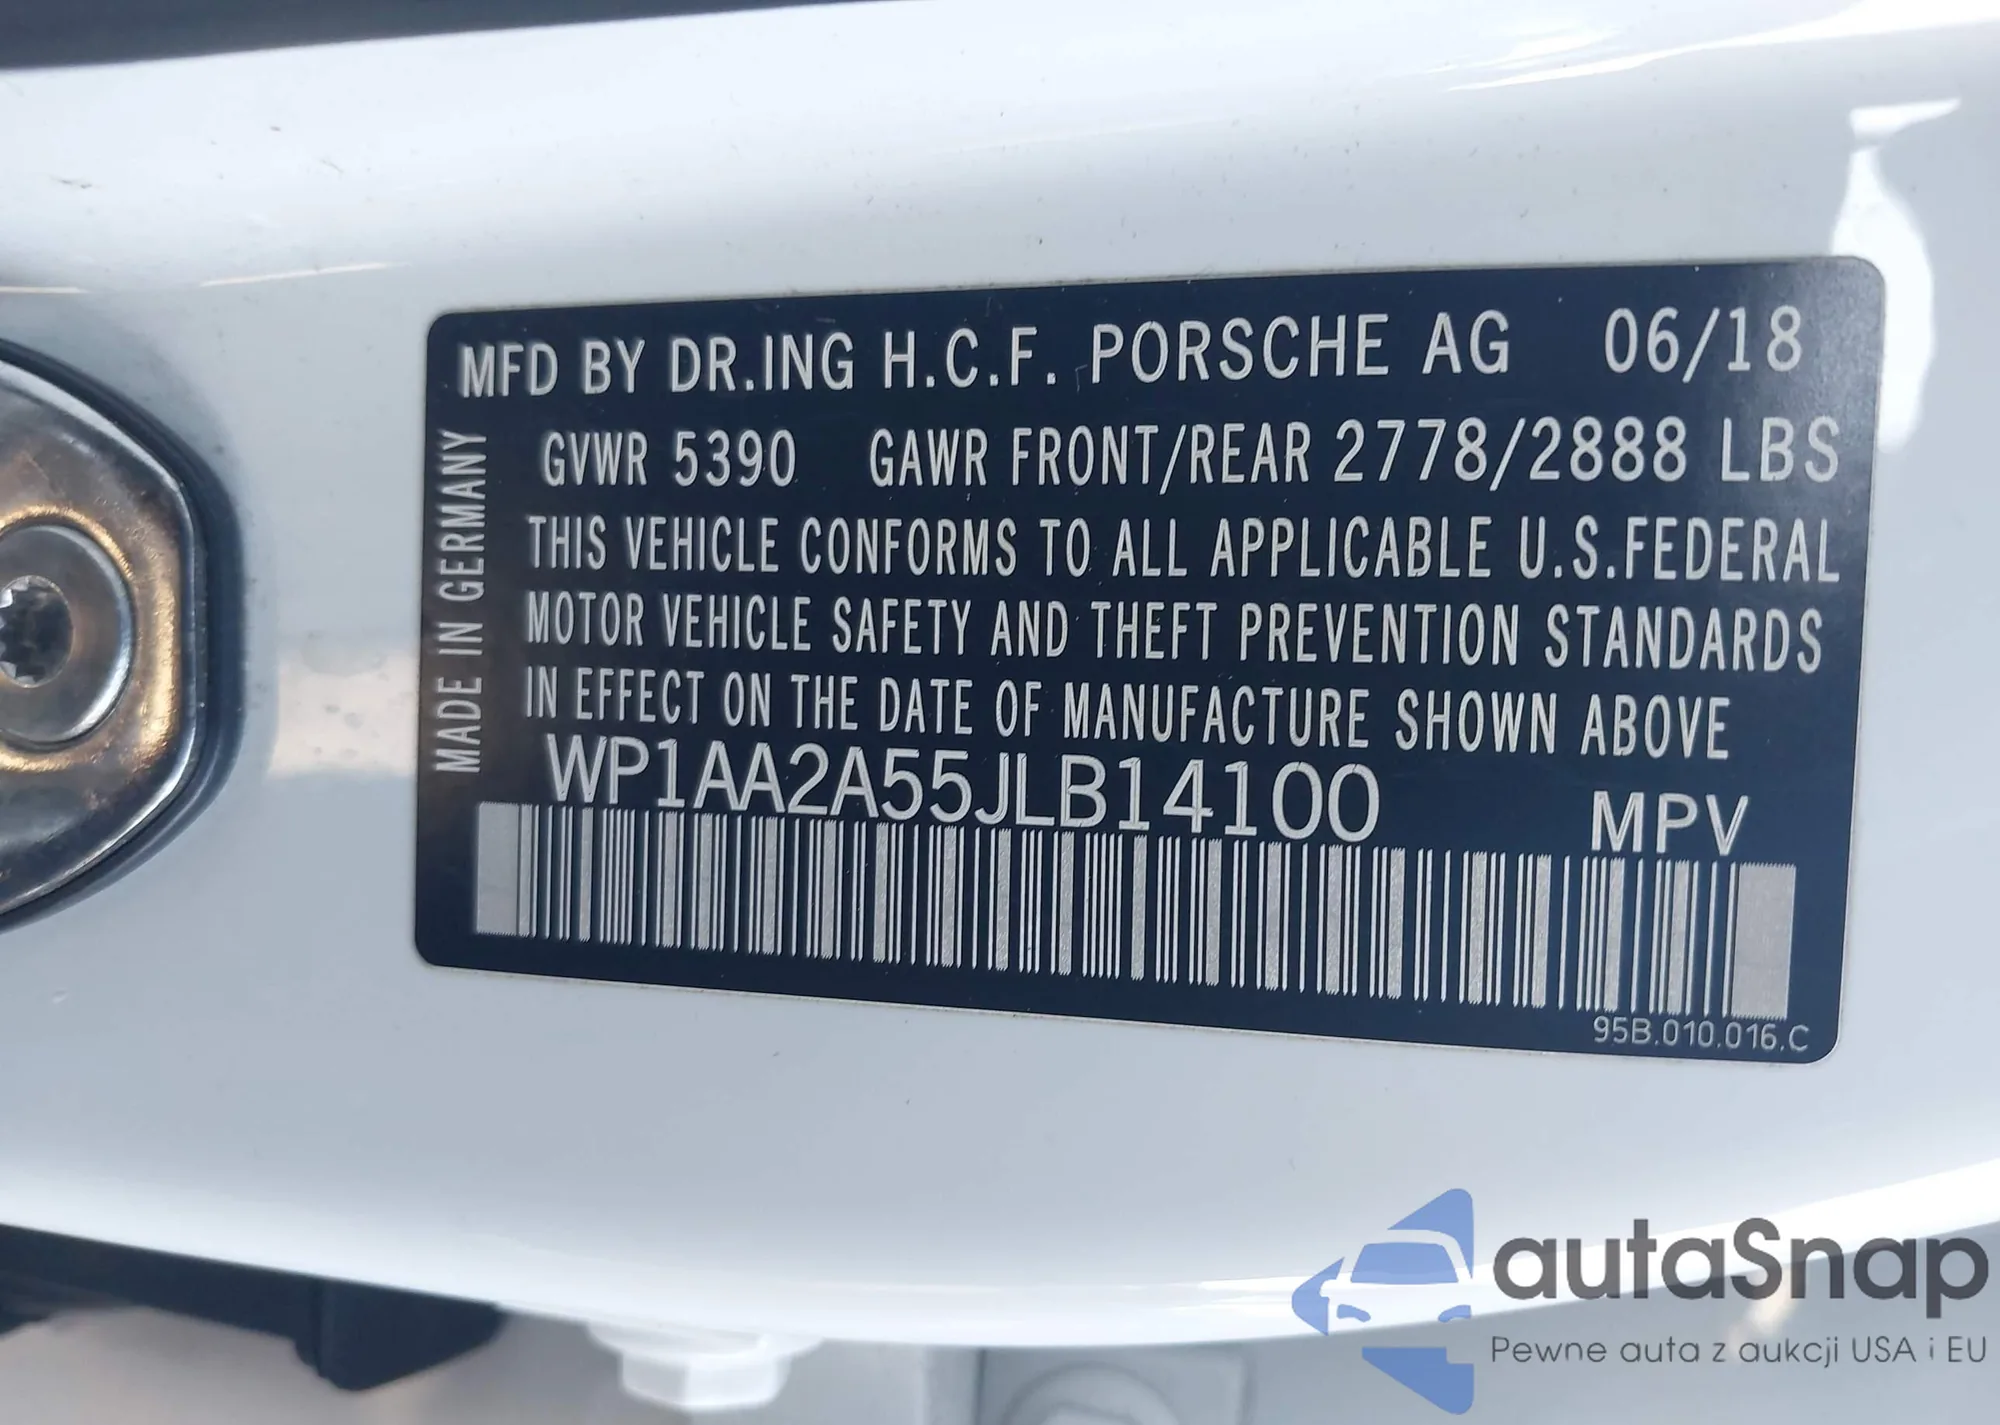 MFD BY DR.ING H.C.F. PORSCHE AG 06/18
GVWR 5390 GAWR FRONT/REAR 2778/2888 LBS
THIS VEHICLE CONFORMS TO ALL APPLICABLE U.S.FEDERAL
MOTOR VEHICLE SAFETY AND THEFT PREVENTION STANDARDS
IN EFFECT ON THE DATE OF MANUFACTURE SHOWN ABOVE
WP1AA2A55JLB14100 MPV
95B.010.016.C
MADE IN GERMANY
autaSnap
Pewne auta z aukcji USA i EU